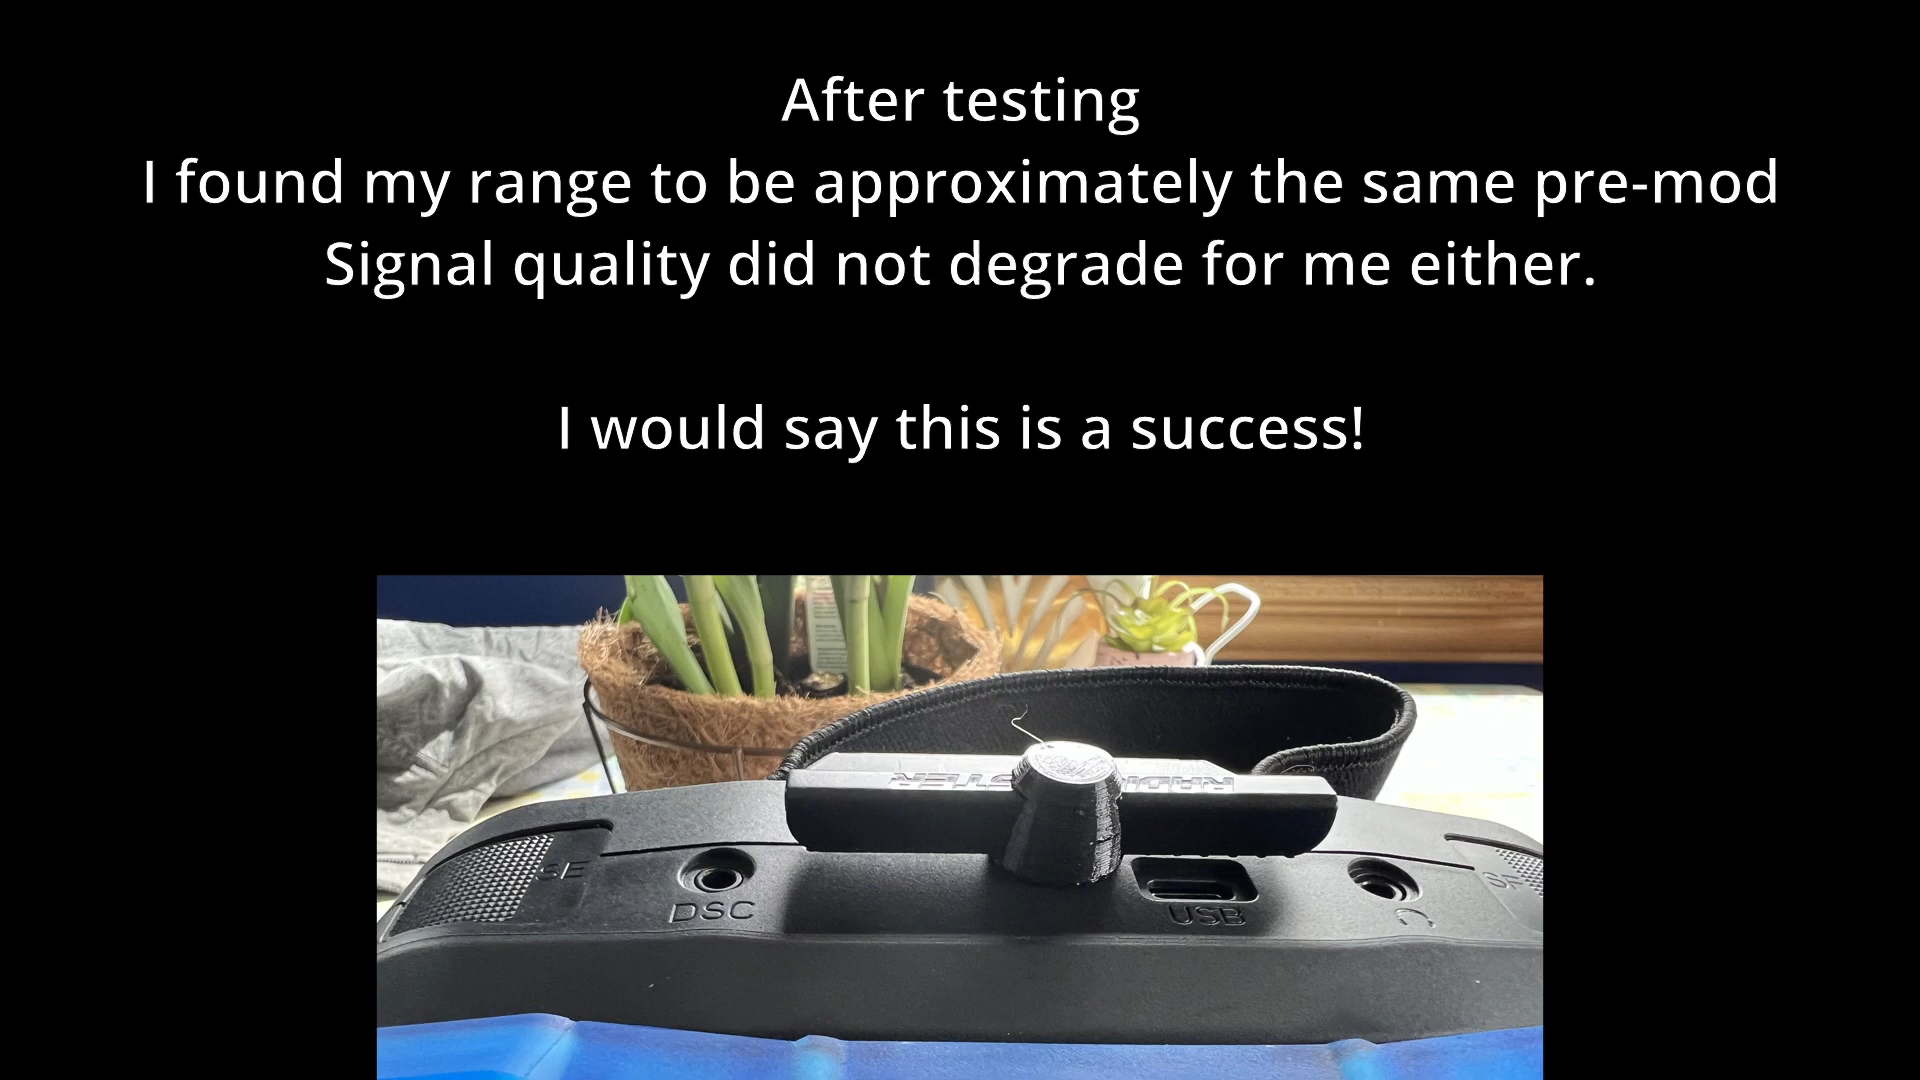 After testing
I found my range to be approximately the same pre-mod
Signal quality did not degrade for me either.
I would say this is a success!
SE
DSC
USB